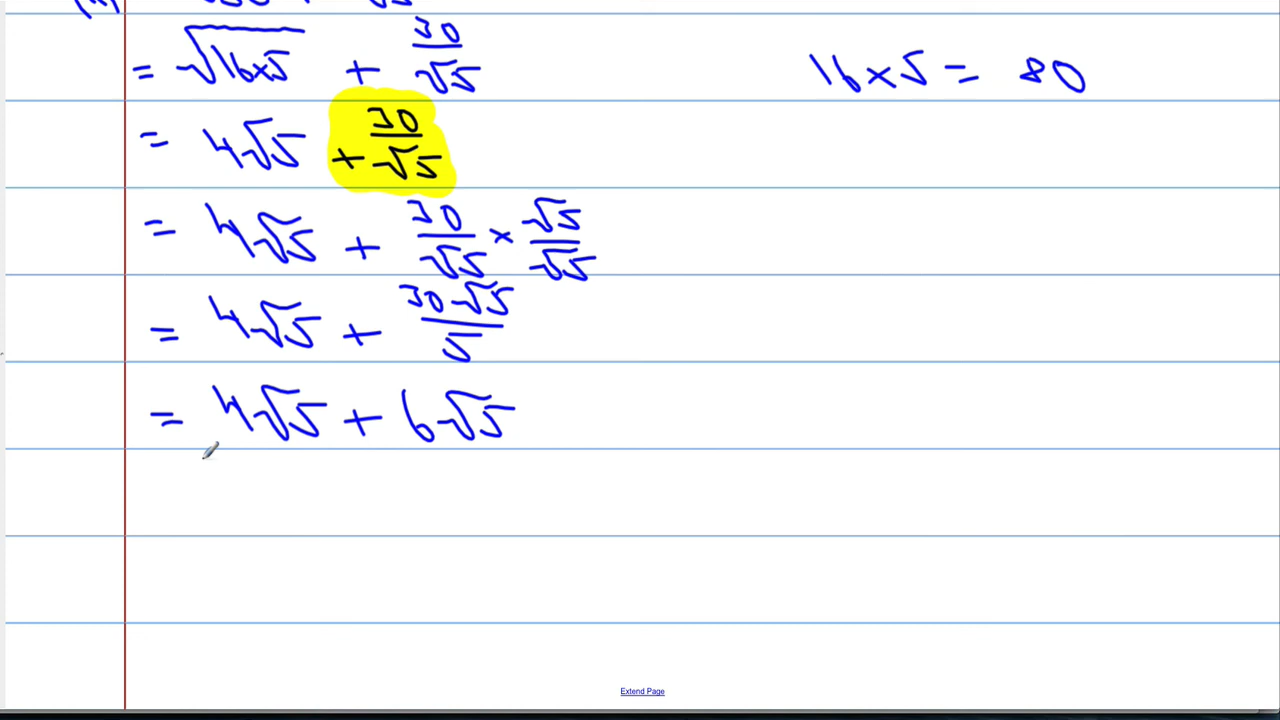 = √16×5 + 30/√5
16×5 = 80
= 4√5 + 30/√5
= 4√5 + 30/√5 × √5/√5
= 4√5 + 30√5/5
= 4√5 + 6√5
Extend Page